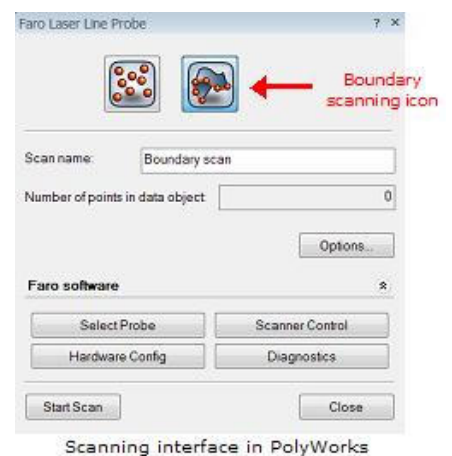 Faro Laser Line Probe ? ×
Boundary
scanning icon
Scan name: Boundary scan
Number of points in data object: 0
Options...
Faro software
Select Probe Scanner Control
Hardware Config Diagnostics
Start Scan Close
Scanning interface in PolyWorks